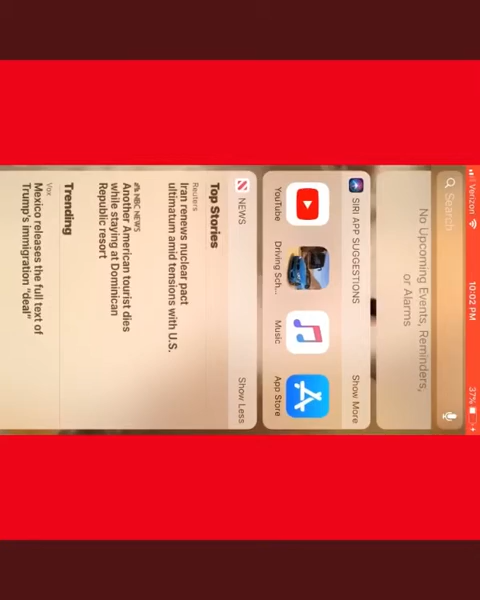 Verizon 10:02 PM 37%
Search
No Upcoming Events, Reminders,
or Alarms
SIRI APP SUGGESTIONS Show More
YouTube Driving Sch... Music App Store
NEWS Show Less
Top Stories
Reuters
Iran renews nuclear pact
ultimatum amid tensions with U.S.
NBC NEWS
Another American tourist dies
while staying at Dominican
Republic resort
Trending
Vox
Mexico releases the full text of
Trump's immigration "deal"